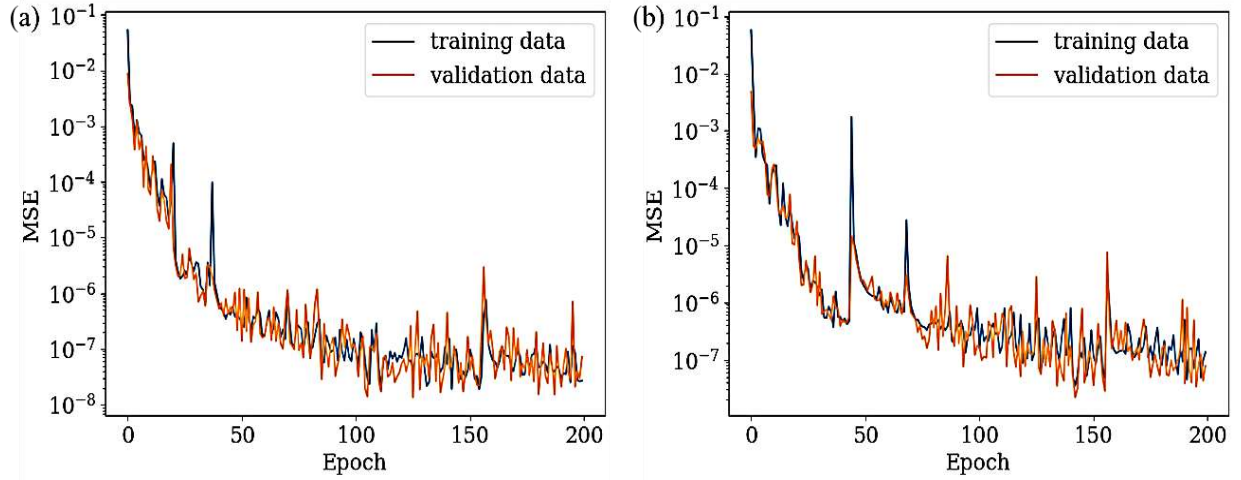 (a)
10^-1
10^-2
10^-3
10^-4
10^-5
10^-6
10^-7
10^-8
MSE
training data
validation data
0 50 100 150 200
Epoch
(b)
10^-1
10^-2
10^-3
10^-4
10^-5
10^-6
10^-7
MSE
training data
validation data
0 50 100 150 200
Epoch